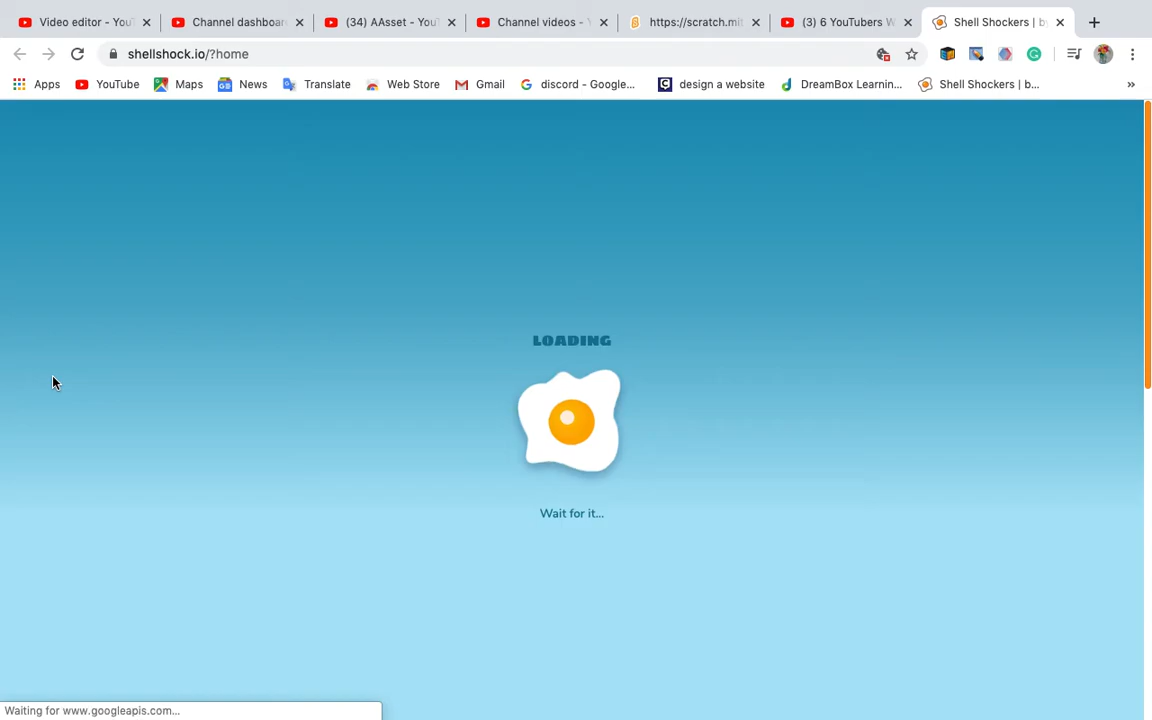 Video editor - You
Channel dashboar
(34) AAsset - You
Channel videos - Y
https://scratch.mit
(3) 6 YouTubers W
Shell Shockers | b
shellshock.io/?home
Apps
YouTube
Maps
News
Translate
Web Store
Gmail
discord - Google...
design a website
DreamBox Learnin...
Shell Shockers | b...
»
LOADING
Wait for it...
Waiting for www.googleapis.com...